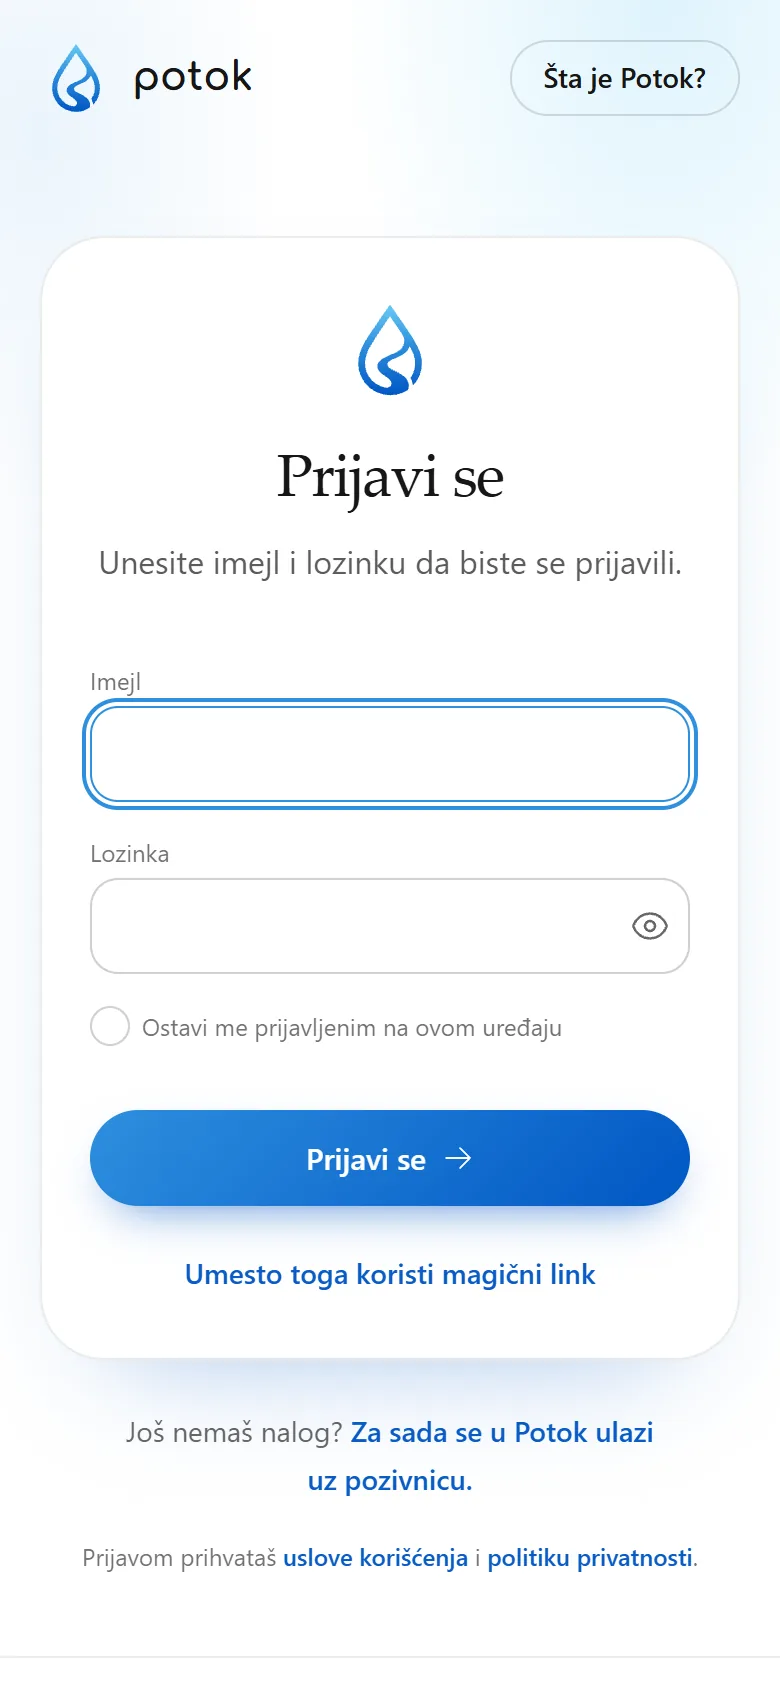 potok
Šta je Potok?
Prijavi se
Unesite imejl i lozinku da biste se prijavili.
Imejl
Lozinka
Ostavi me prijavljenim na ovom uređaju
Prijavi se →
Umesto toga koristi magični link
Još nemaš nalog? Za sada se u Potok ulazi
uz pozivnicu.
Prijavom prihvataš uslove korišćenja i politiku privatnosti.